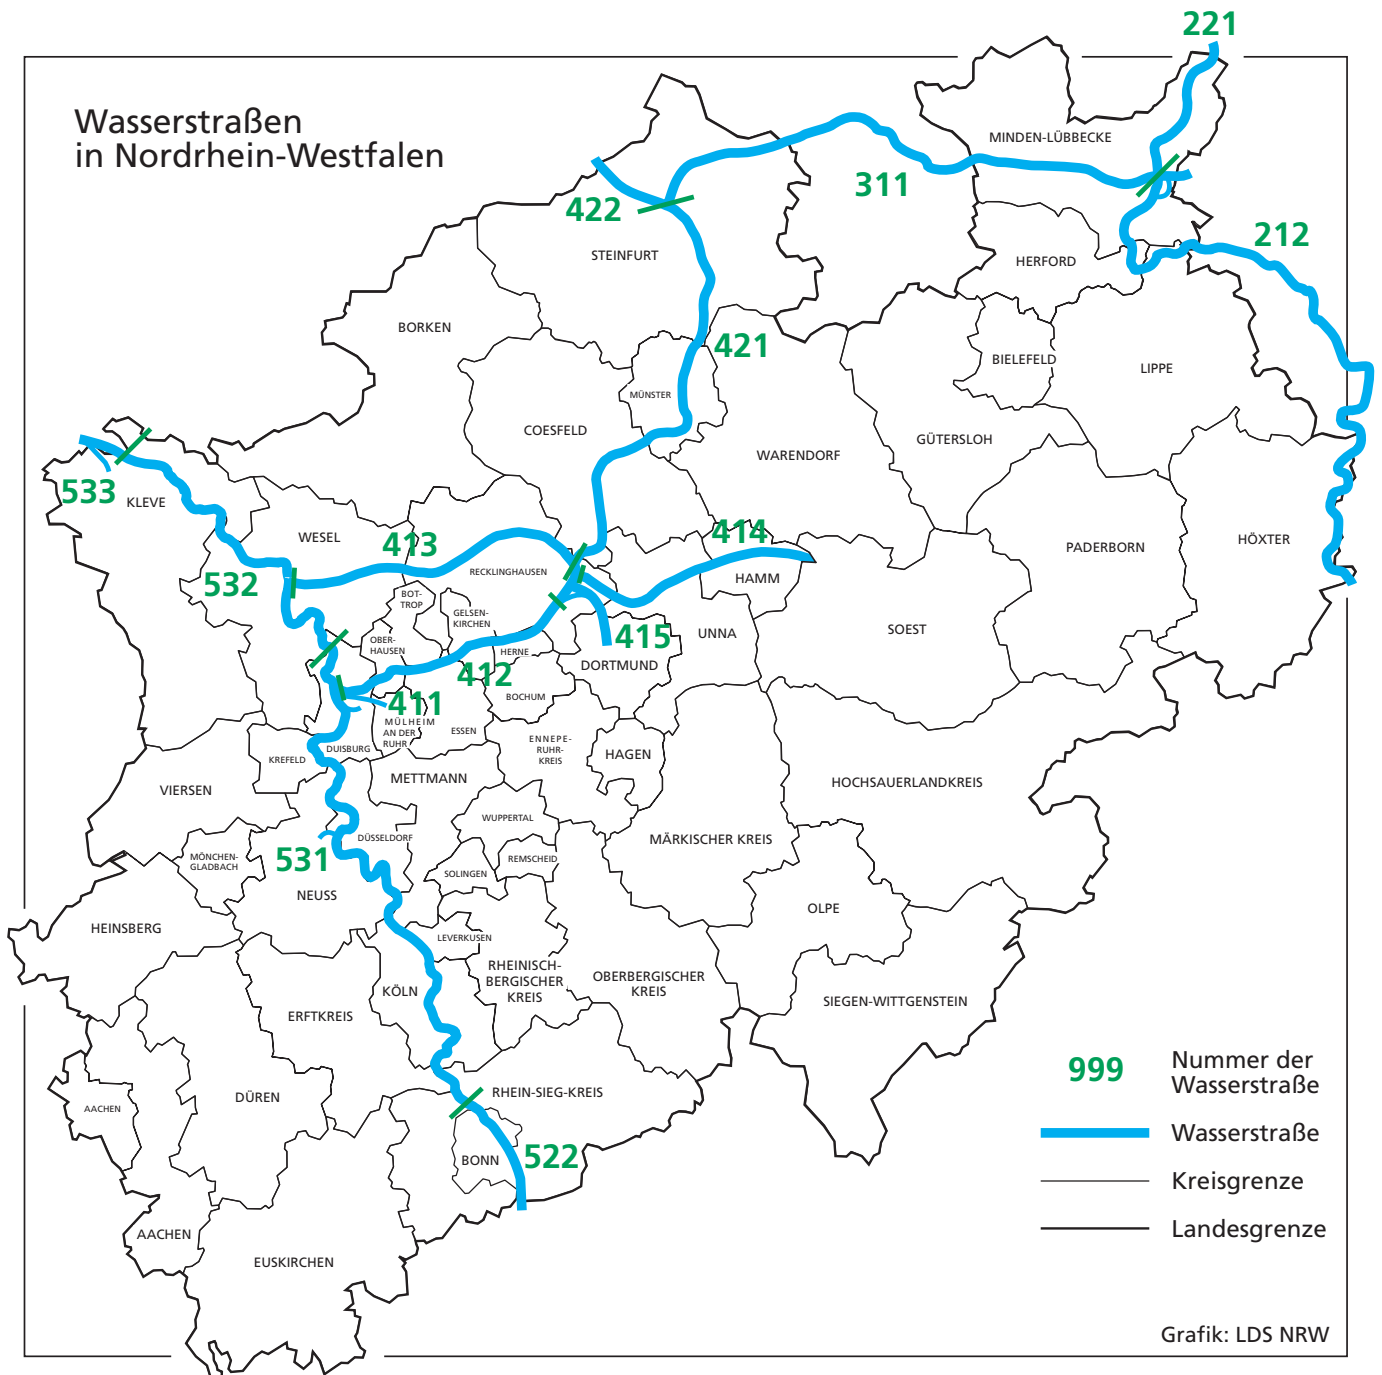 Wasserstraßen
in Nordrhein-Westfalen
221
MINDEN-LÜBBECKE
311
422
212
STEINFURT
HERFORD
BORKEN
421
BIELEFELD
LIPPE
MÜNSTER
COESFELD
GÜTERSLOH
WARENDORF
533
KLEVE
WESEL
413
414
PADERBORN
HÖXTER
RECKLINGHAUSEN
HAMM
532
BOT-
TROP
GELSEN-
KIRCHEN
UNNA
SOEST
415
OBER-
HAUSEN
HERNE
DORTMUND
412
411
BOCHUM
MÜLHEIM
AN DER
RUHR
ESSEN
DUISBURG
ENNEPE-
RUHR-
KREIS
HAGEN
KREFELD
METTMANN
HOCHSAUERLANDKREIS
VIERSEN
WUPPERTAL
DÜSSELDORF
MÄRKISCHER KREIS
MÖNCHEN-
GLADBACH
531
REMSCHEID
SOLINGEN
NEUSS
OLPE
HEINSBERG
LEVERKUSEN
RHEINISCH-
BERGISCHER
KREIS
OBERBERGISCHER
KREIS
KÖLN
SIEGEN-WITTGENSTEIN
ERFTKREIS
DÜREN
RHEIN-SIEG-KREIS
AACHEN
BONN
522
AACHEN
EUSKIRCHEN
999
Nummer der
Wasserstraße
Wasserstraße
Kreisgrenze
Landesgrenze
Grafik: LDS NRW